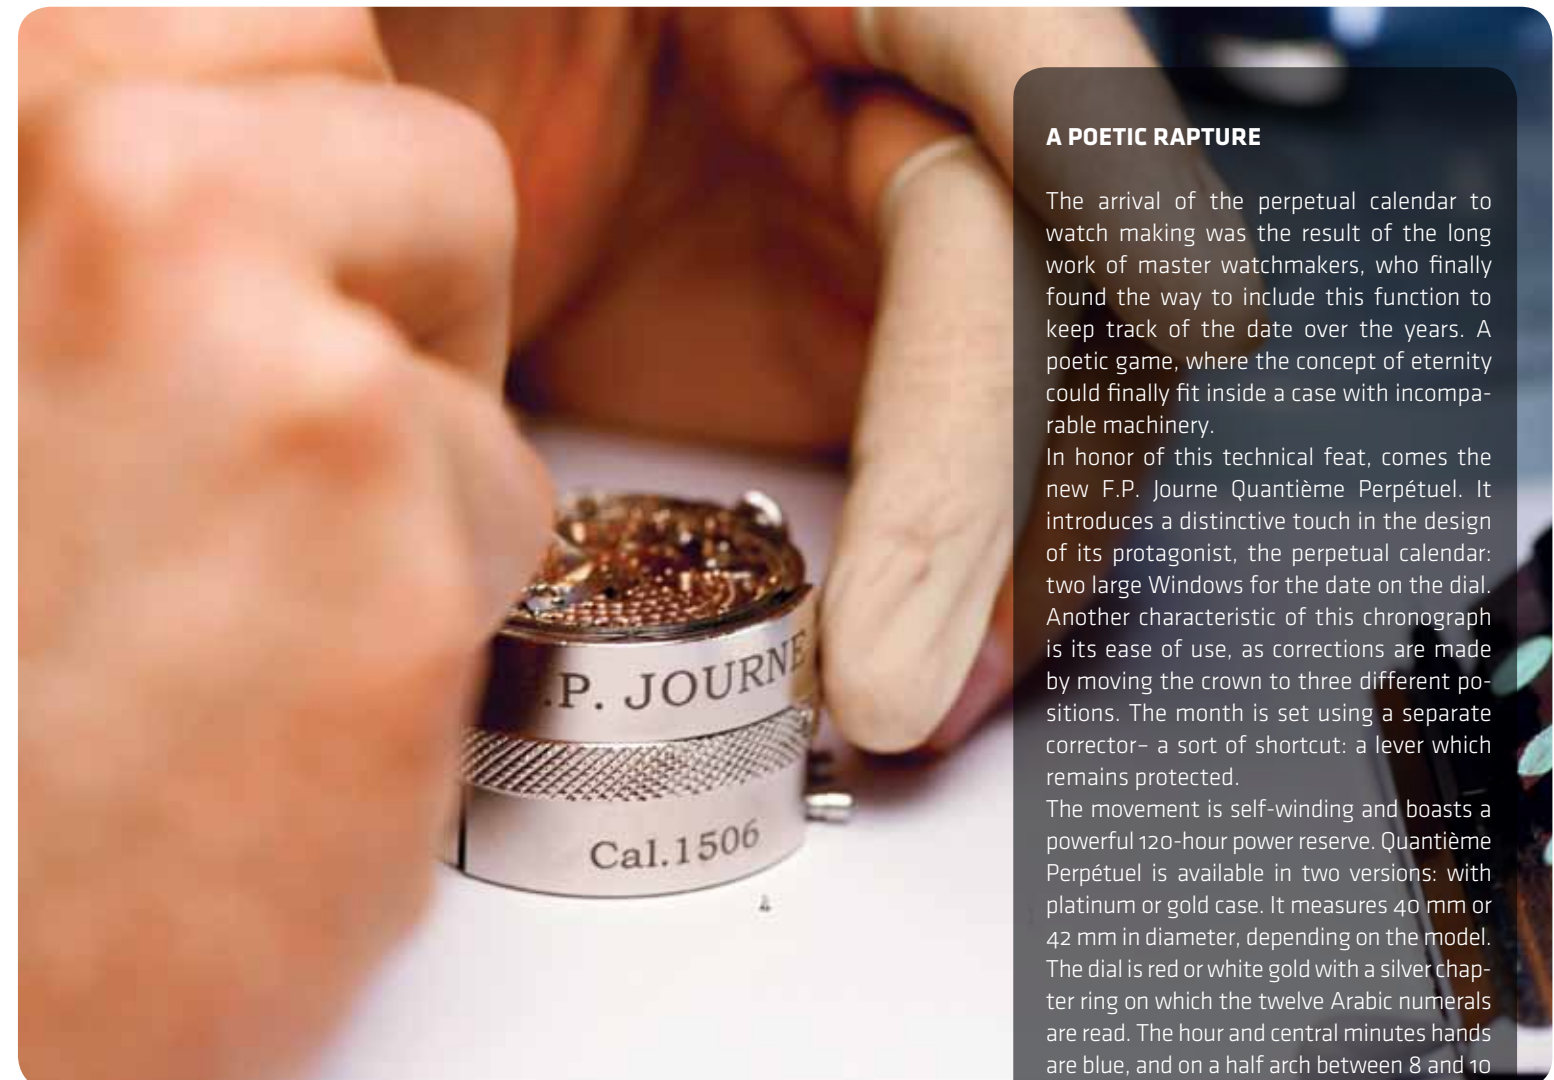 .P. JOURNE
Cal.1506
A POETIC RAPTURE
The arrival of the perpetual calendar to
watch making was the result of the long
work of master watchmakers, who finally
found the way to include this function to
keep track of the date over the years. A
poetic game, where the concept of eternity
could finally fit inside a case with incompa-
rable machinery.
In honor of this technical feat, comes the
new F.P. Journe Quantième Perpétuel. It
introduces a distinctive touch in the design
of its protagonist, the perpetual calendar:
two large Windows for the date on the dial.
Another characteristic of this chronograph
is its ease of use, as corrections are made
by moving the crown to three different po-
sitions. The month is set using a separate
corrector– a sort of shortcut: a lever which
remains protected.
The movement is self-winding and boasts a
powerful 120-hour power reserve. Quantième
Perpétuel is available in two versions: with
platinum or gold case. It measures 40 mm or
42 mm in diameter, depending on the model.
The dial is red or white gold with a silver chap-
ter ring on which the twelve Arabic numerals
are read. The hour and central minutes hands
are blue, and on a half arch between 8 and 10